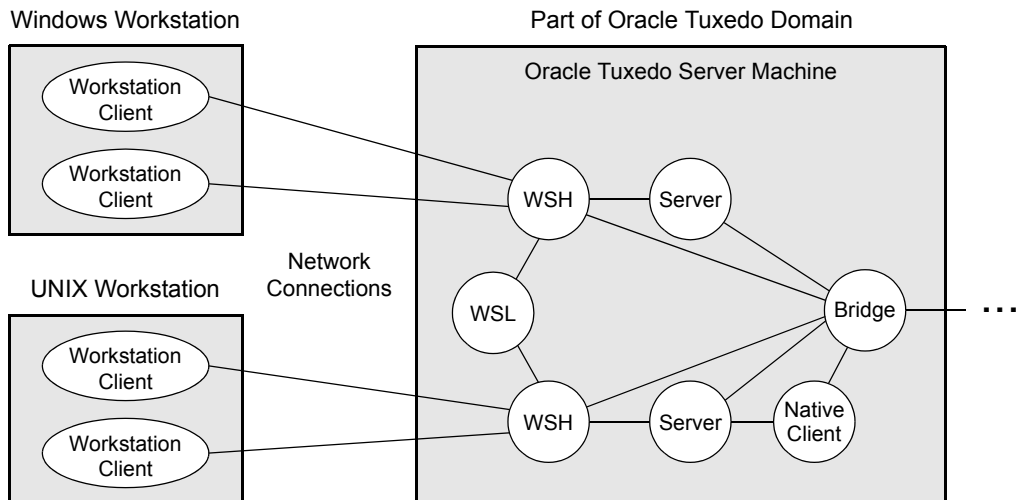 Windows Workstation
Part of Oracle Tuxedo Domain
Oracle Tuxedo Server Machine
Workstation
Client
Workstation
Client
WSH
Server
Network
Connections
UNIX Workstation
WSL
Bridge
...
Workstation
Client
Workstation
Client
WSH
Server
Native
Client